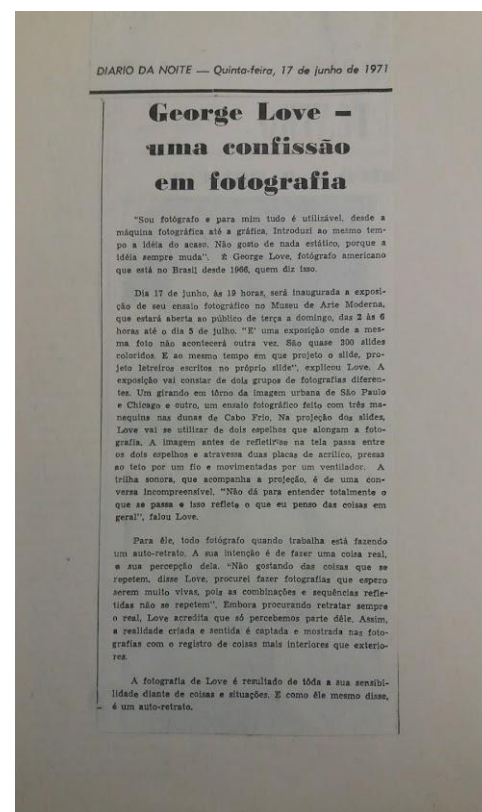 DIARIO DA NOITE — Quinta-feira, 17 de junho de 1971
George Love –
uma confissão
em fotografia
"Sou fotógrafo e para mim tudo é utilizável, desde a
máquina fotográfica até a gráfica. Introduzi ao mesmo tem-
po a idéia do acaso. Não gosto de nada estático, porque a
idéia sempre muda". É George Love, fotógrafo americano
que está no Brasil desde 1966, quem diz isso.
Dia 17 de junho, às 19 horas, será inaugurada a exposi-
ção de seu ensaio fotográfico no Museu de Arte Moderna,
que estará aberta ao público de terça a domingo, das 2 às 6
horas até o dia 5 de julho. "E' uma exposição onde a mes-
ma foto não acontecerá outra vez. São quase 300 slides
coloridos. E ao mesmo tempo em que projeto o slide, pro-
jeto letreiros escritos no próprio slide", explicou Love. A
exposição vai constar de dois grupos de fotografias diferen-
tes. Um girando em tôrno da imagem urbana de São Paulo
e Chicago e outro, um ensaio fotográfico feito com três ma-
nequins nas dunas de Cabo Frio. Na projeção dos slides,
Love vai se utilizar de dois espelhos que alongam a foto-
grafia. A imagem antes de refletir-se na tela passa entre
os dois espelhos e atravessa duas placas de acrílico, presas
ao teto por um fio e movimentadas por um ventilador. A
trilha sonora, que acompanha a projeção, é de uma con-
versa incompreensível. "Não dá para entender totalmente o
que se passa e isso reflete o que eu penso das coisas em
geral", falou Love.
Para êle, todo fotógrafo quando trabalha está fazendo
um auto-retrato. A sua intenção é de fazer uma coisa real,
a sua percepção dela. "Não gostando das coisas que se
repetem, disse Love, procurei fazer fotografias que espero
serem muito vivas, pois as combinações e sequências refle-
tidas não se repetem". Embora procurando retratar sempre
o real, Love acredita que só percebemos parte dêle. Assim,
a realidade criada e sentida é captada e mostrada nas foto-
grafias com o registro de coisas mais interiores que exterio-
res.
A fotografia de Love é resultado de tôda a sua sensibi-
lidade diante de coisas e situações. E como êle mesmo disse,
é um auto-retrato.